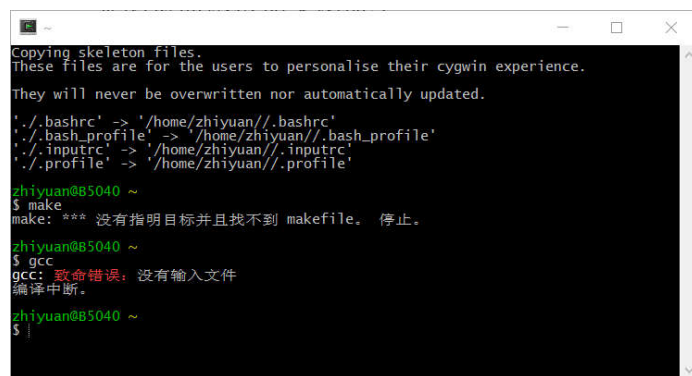 ~
Copying skeleton files.
These files are for the users to personalise their cygwin experience.
They will never be overwritten nor automatically updated.
'./.bashrc' -> '/home/zhiyuan//.bashrc'
'./.bash_profile' -> '/home/zhiyuan//.bash_profile'
'./.inputrc' -> '/home/zhiyuan//.inputrc'
'./.profile' -> '/home/zhiyuan//.profile'
zhiyuan@B5040 ~
$ make
make: *** 没有指明目标并且找不到 makefile。 停止。
zhiyuan@B5040 ~
$ gcc
gcc: 致命错误：没有输入文件
编译中断。
zhiyuan@B5040 ~
$